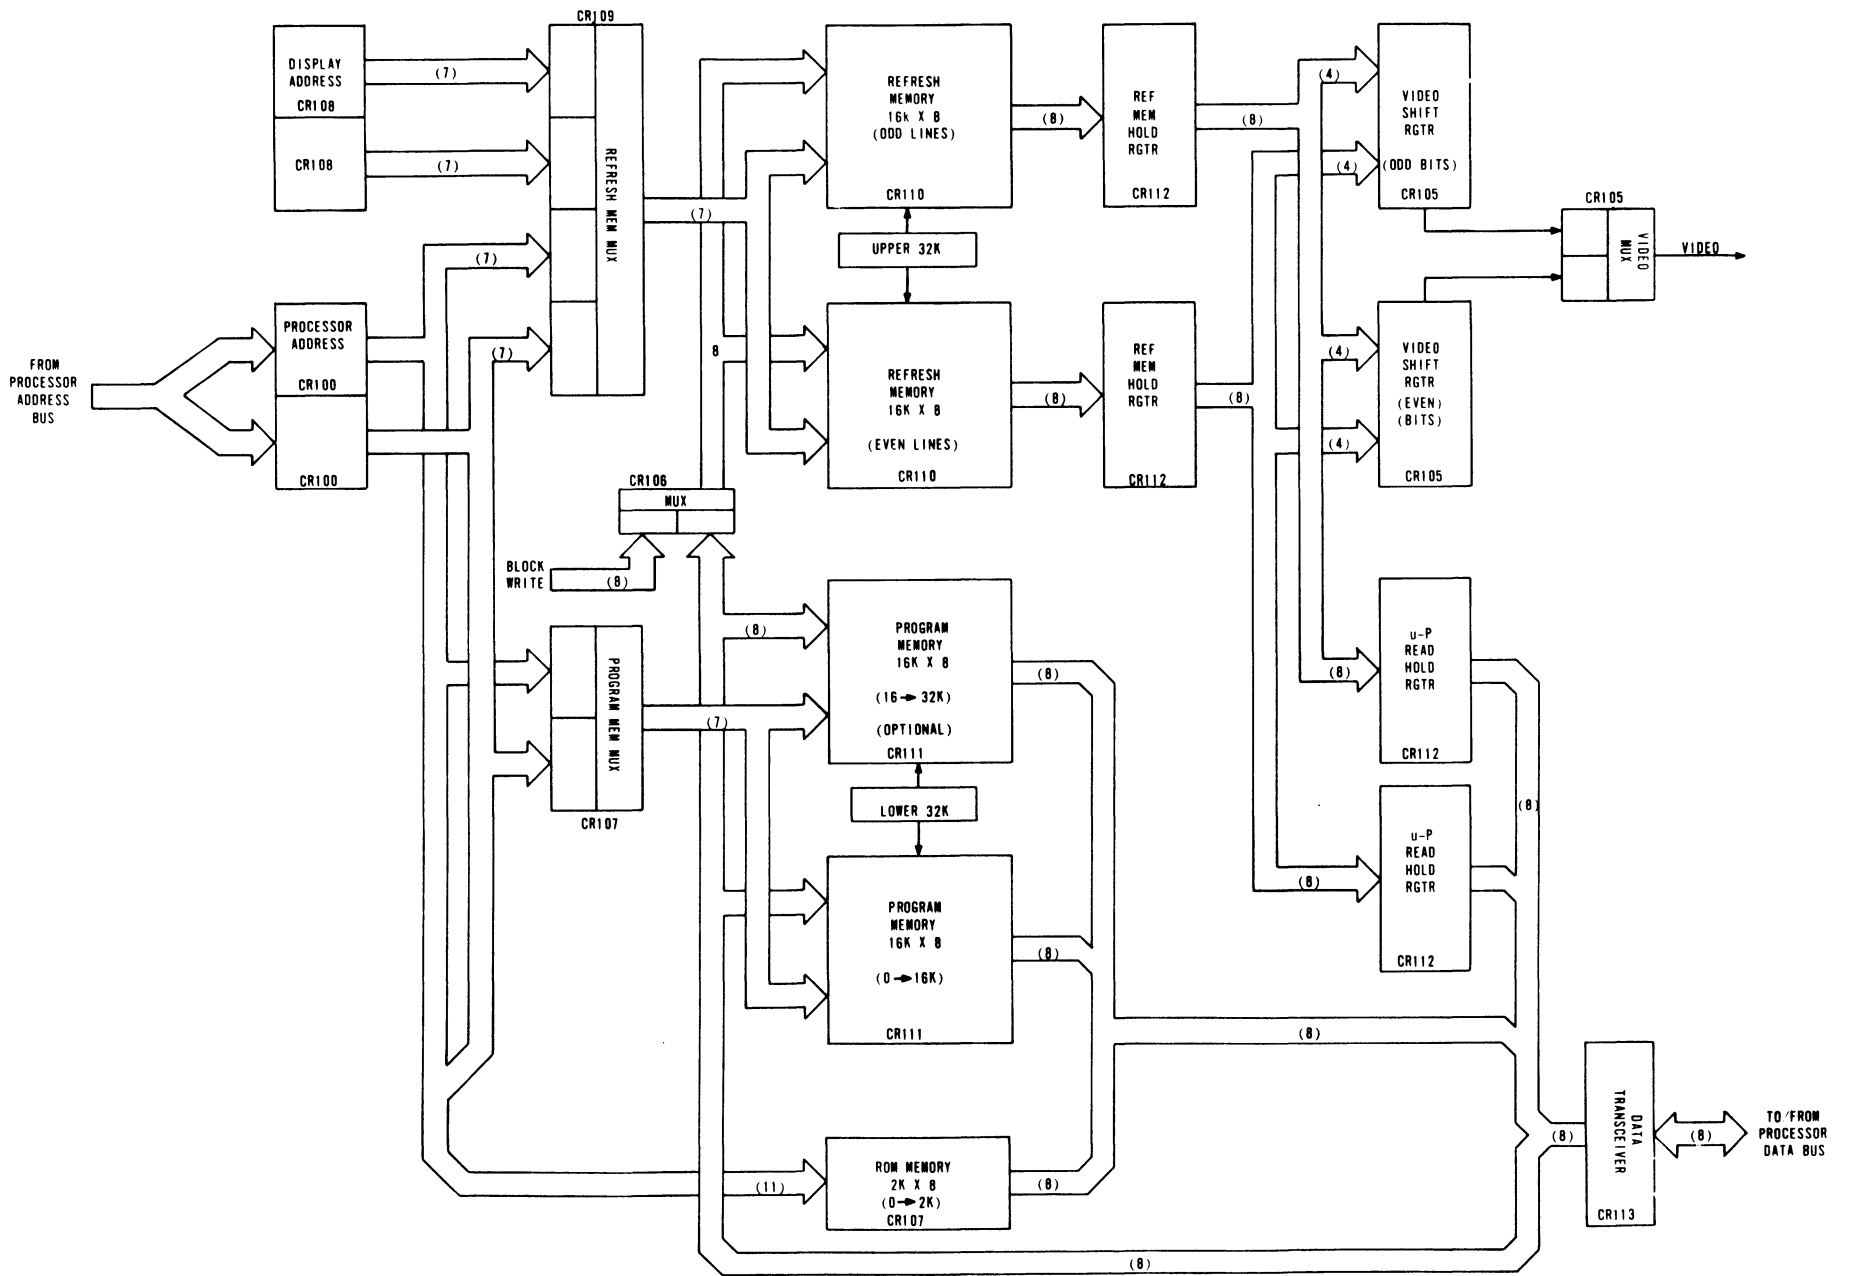 CR109
DISPLAY
ADDRESS
CR108
CR108
(7)
(7)
(7)
(7)
REFRESH MEM MUX
FROM
PROCESSOR
ADDRESS
BUS
PROCESSOR
ADDRESS
CR100
CR100
(7)
REFRESH
MEMORY
16k X 8
(ODD LINES)
CR110
UPPER 32K
8
REFRESH
MEMORY
16K X 8
(EVEN LINES)
CR110
(8)
(8)
REF
MEM
HOLD
RGTR
CR112
REF
MEM
HOLD
RGTR
CR112
(8)
(8)
(4)
(4)
(4)
(4)
VIDEO
SHIFT
RGTR
(ODD BITS)
CR105
VIDEO
SHIFT
RGTR
(EVEN)
(BITS)
CR105
CR105
VIDEO
MUX
VIDEO
CR106
MUX
BLOCK
WRITE
(8)
PROGRAM MEM MUX
CR107
(8)
(7)
PROGRAM
MEMORY
16K X 8
(16→32K)
(OPTIONAL)
CR111
LOWER 32K
PROGRAM
MEMORY
16K X 8
(0→16K)
CR111
(8)
(8)
(8)
(8)
u-P
READ
HOLD
RGTR
CR112
u-P
READ
HOLD
RGTR
CR112
(8)
(8)
(11)
ROM MEMORY
2K X 8
(0→2K)
CR107
(8)
(8)
(8)
DATA
TRANSCEIVER
CR113
(8)
TO/FROM
PROCESSOR
DATA BUS